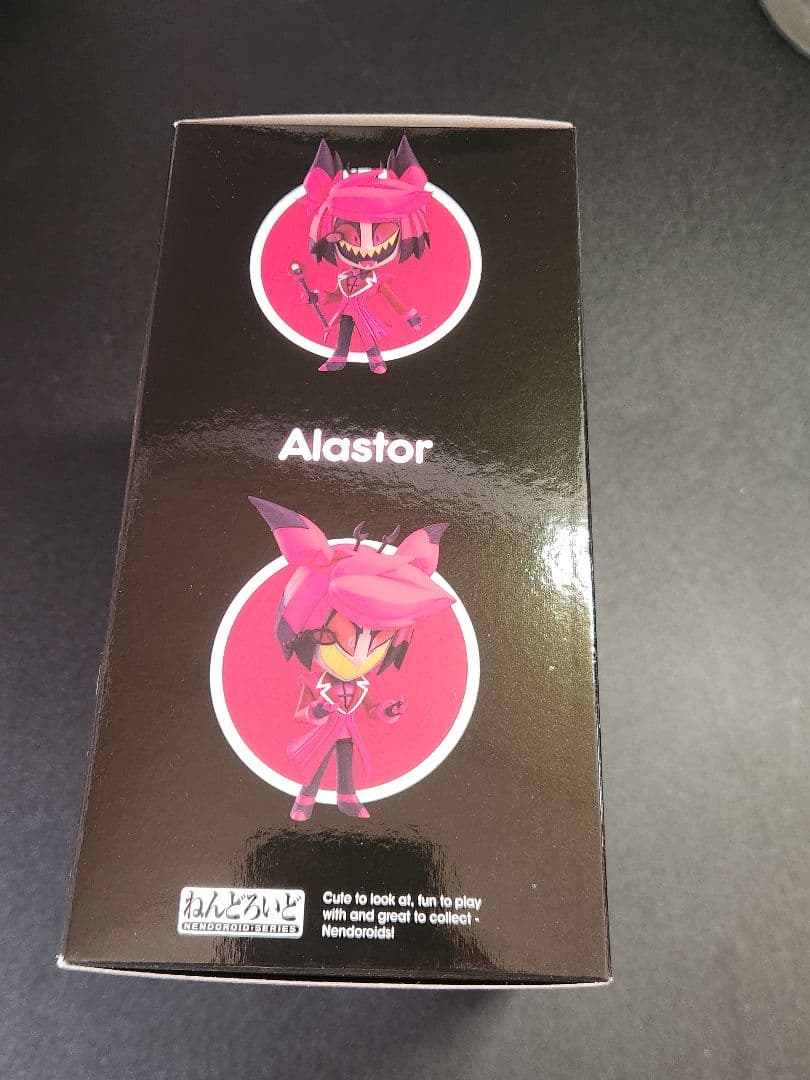 Alastor
ねんどろいど
NENDOROID SERIES
Cute to look at, fun to play
with and great to collect -
Nendoroids!